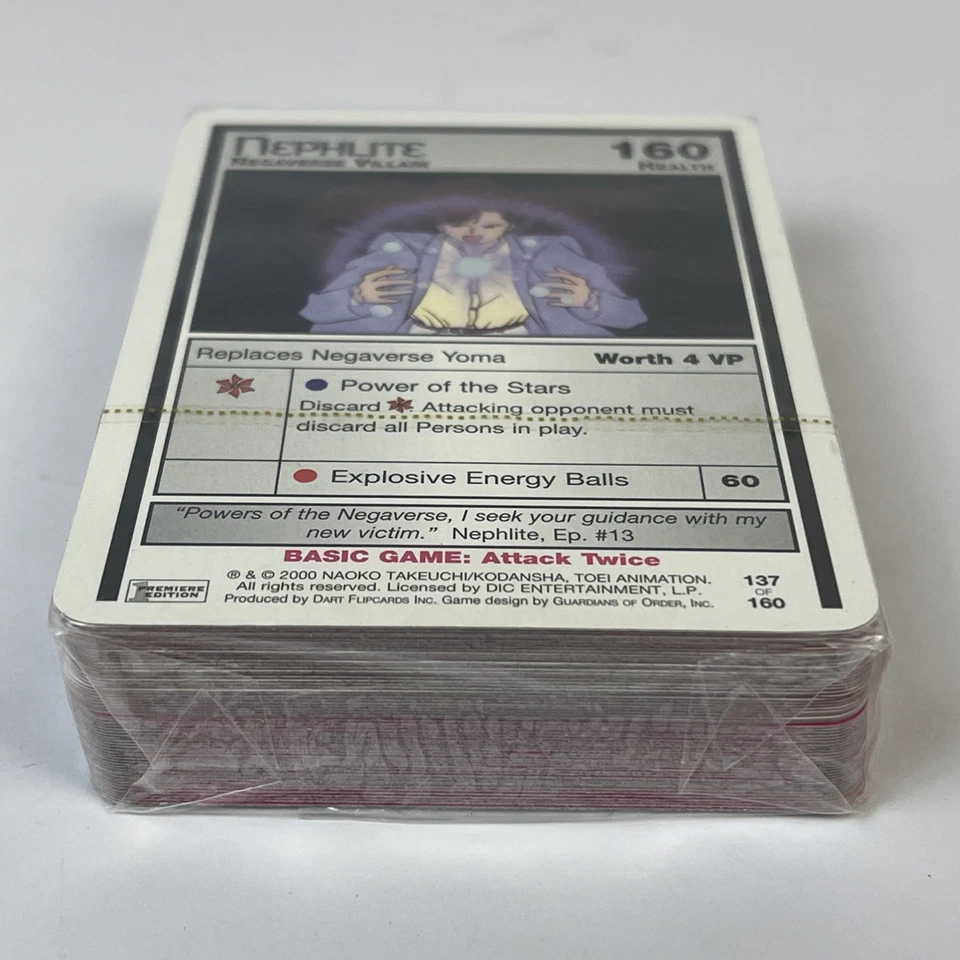 NEPHLITE 160
NEGAVERSE VILLAIN HEALTH
Replaces Negaverse Yoma Worth 4 VP
Power of the Stars
Discard . Attacking opponent must
discard all Persons in play.
Explosive Energy Balls 60
"Powers of the Negaverse, I seek your guidance with my
new victim." Nephlite, Ep. #13
BASIC GAME: Attack Twice
® & © 2000 NAOKO TAKEUCHI/KODANSHA, TOEI ANIMATION.
All rights reserved. Licensed by DIC ENTERTAINMENT, L.P.
Produced by DART FLIPCARDS INC. Game design by GUARDIANS OF ORDER, INC.
1 PREMIERE
EDITION
137
OF
160